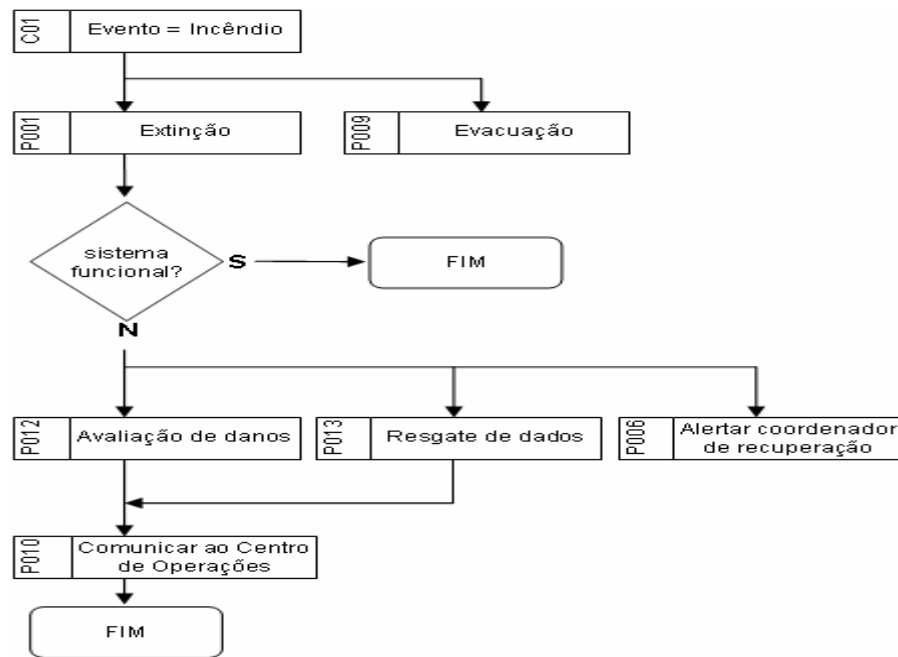 C01
Evento = Incêndio
P001
Extinção
P009
Evacuação
sistema
funcional?
S
FIM
N
P012
Avaliação de danos
P013
Resgate de dados
P006
Alertar coordenador
de recuperação
P010
Comunicar ao Centro
de Operações
FIM